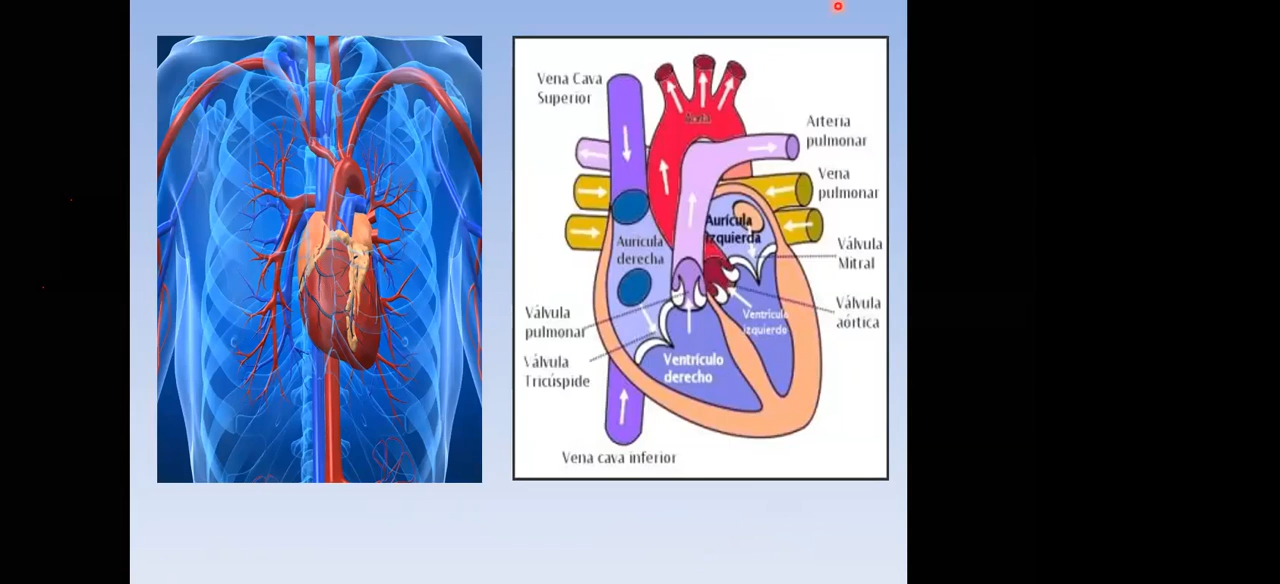 Vena Cava
Superior
Aorta
Arteria
pulmonar
Vena
pulmonar
Aurícula
izquierda
Aurícula
derecha
Válvula
Mitral
Válvula
aórtica
Válvula
pulmonar
Ventrículo
izquierdo
Válvula
Tricúspide
Ventrículo
derecho
Vena cava inferior